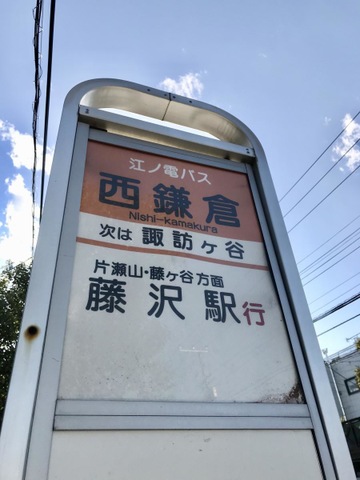 江ノ電バス
西鎌倉
Nishi-kamakura
次は 諏訪ヶ谷
片瀬山・藤ヶ谷方面
藤沢駅行